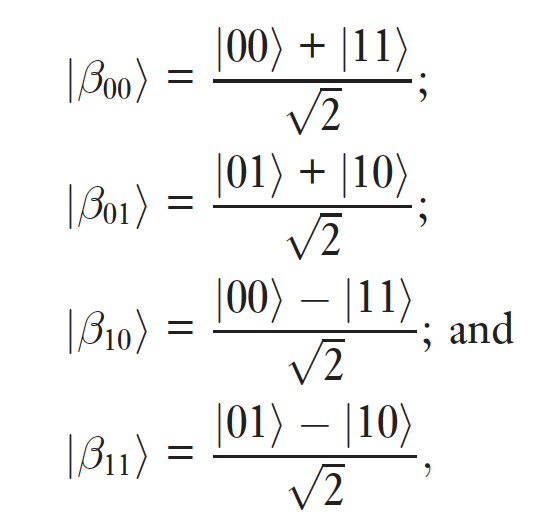 |β₀₀⟩ = (|00⟩ + |11⟩)/√2;
|β₀₁⟩ = (|01⟩ + |10⟩)/√2;
|β₁₀⟩ = (|00⟩ − |11⟩)/√2; and
|β₁₁⟩ = (|01⟩ − |10⟩)/√2,